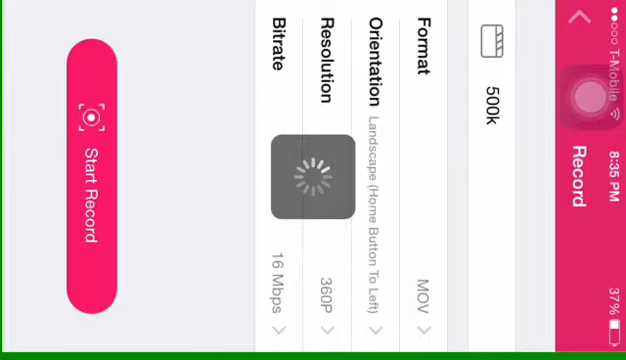 T-Mobile 8:35 PM 37%
Record
500k
Format MOV
Orientation Landscape (Home Button To Left)
Resolution 360P
Bitrate 16 Mbps
Start Record